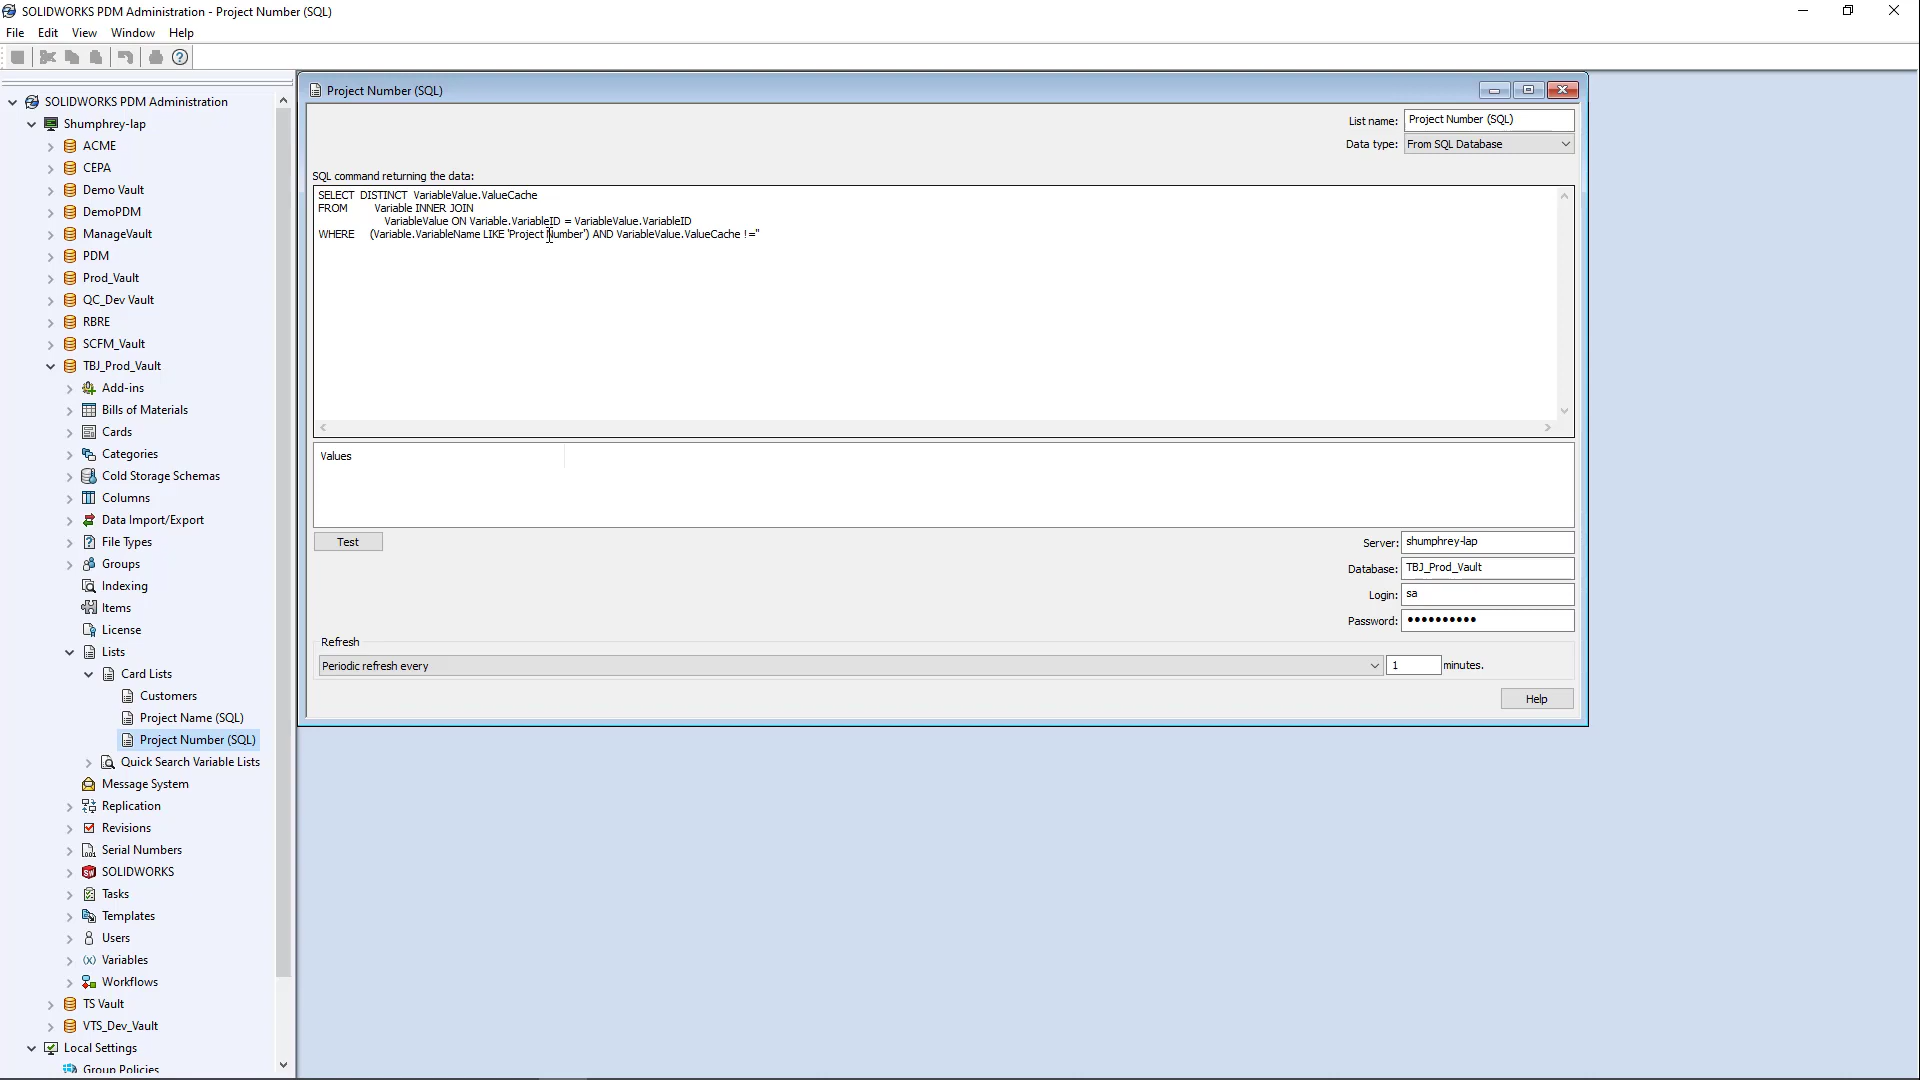 SOLIDWORKS PDM Administration - Project Number (SQL)
File Edit View Window Help
SOLIDWORKS PDM Administration
Shumphrey-lap
ACME
CEPA
Demo Vault
DemoPDM
ManageVault
PDM
Prod_Vault
QC_Dev Vault
RBRE
SCFM_Vault
TBJ_Prod_Vault
Add-ins
Bills of Materials
Cards
Categories
Cold Storage Schemas
Columns
Data Import/Export
File Types
Groups
Indexing
Items
License
Lists
Card Lists
Customers
Project Name (SQL)
Project Number (SQL)
Quick Search Variable Lists
Message System
Replication
Revisions
Serial Numbers
SOLIDWORKS
Tasks
Templates
Users
Variables
Workflows
TS Vault
VTS_Dev_Vault
Local Settings
Group Policies
Project Number (SQL)
List name: Project Number (SQL)
Data type: From SQL Database
SQL command returning the data:
SELECT DISTINCT VariableValue.ValueCache
FROM Variable INNER JOIN
VariableValue ON Variable.VariableID = VariableValue.VariableID
WHERE (Variable.VariableName LIKE 'Project Number') AND VariableValue.ValueCache !=''
Values
Test
Server: shumphrey-lap
Database: TBJ_Prod_Vault
Login: sa
Password: ••••••••••
Refresh
Periodic refresh every 1 minutes.
Help